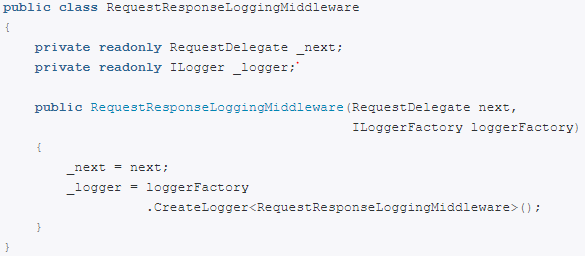 public class RequestResponseLoggingMiddleware
{
    private readonly RequestDelegate _next;
    private readonly ILogger _logger;
    public RequestResponseLoggingMiddleware(RequestDelegate next,
                                            ILoggerFactory loggerFactory)
    {
        _next = next;
        _logger = loggerFactory
                  .CreateLogger<RequestResponseLoggingMiddleware>();
    }
}